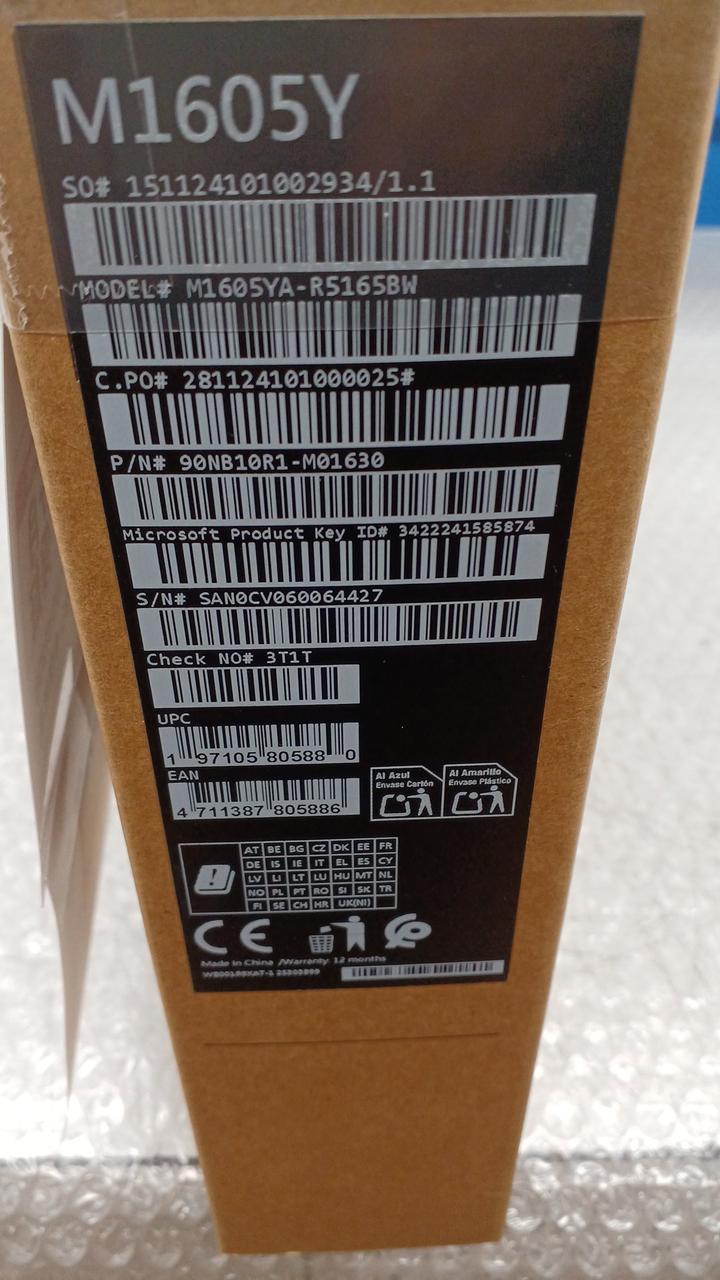 M1605Y
SO# 151124101002934/1.1
MODEL# M1605YA-R5165BW
C.PO# 281124101000025#
P/N# 90NB10R1-M01630
Microsoft Product Key ID# 3422241585874
S/N# SAN0CV060064427
Check NO# 3T1T
UPC
1 97105 80588 0
EAN
4 711387 805886
Al Azul
Envase Cartón
Al Amarillo
Envase Plástico
AT BE BG CZ DK EE FR
DE IS IE IT EL ES CY
LV LI LT LU HU MT NL
NO PL PT RO SI SK TR
FI SE CH HR UK(NI)
CE
Made In China /Warranty: 12 months